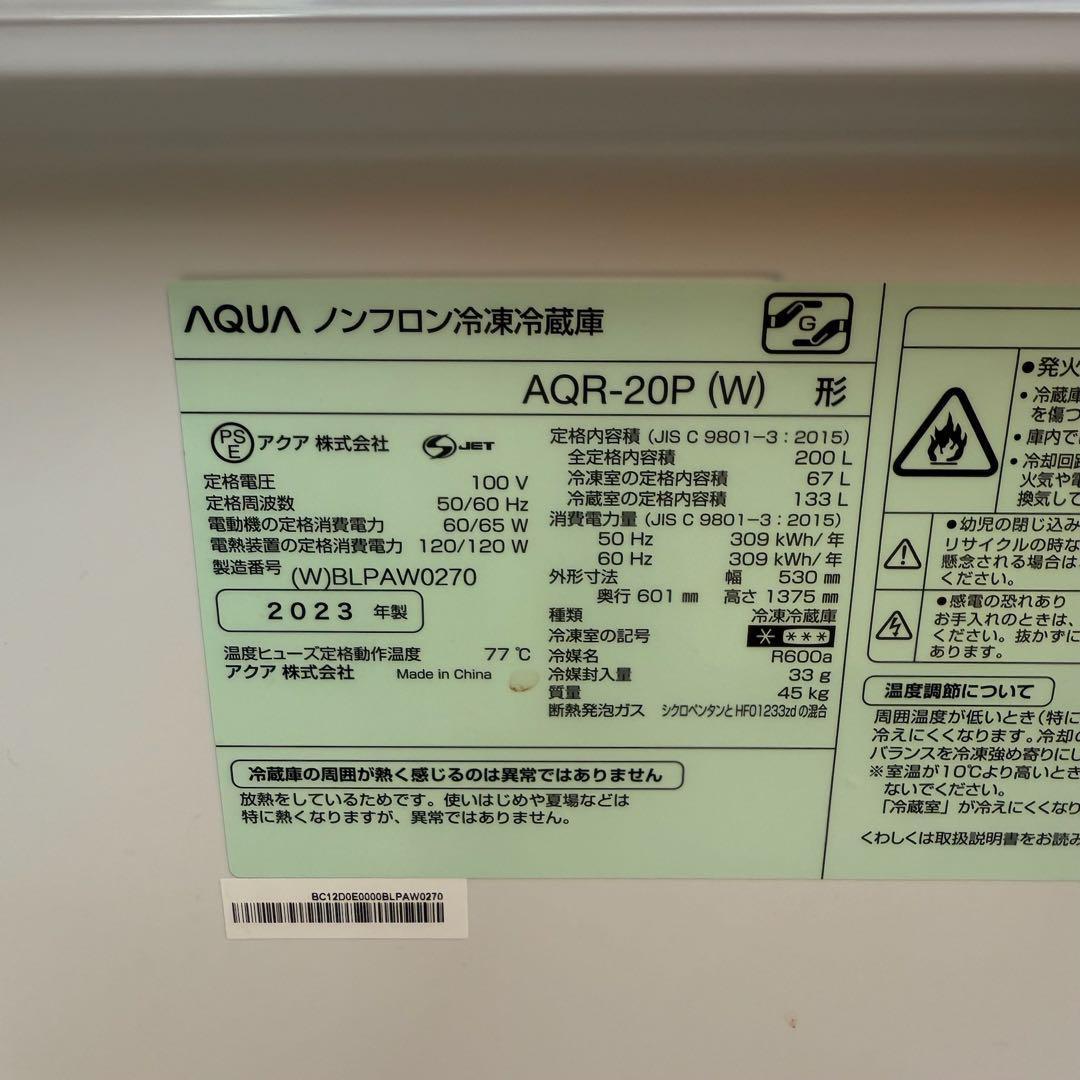 AQUA ノンフロン冷凍冷蔵庫
G
AQR-20P (W) 形
PSE アクア 株式会社 JET
定格電圧 100 V
定格周波数 50/60 Hz
電動機の定格消費電力 60/65 W
電熱装置の定格消費電力 120/120 W
製造番号 (W)BLPAW0270
2023 年製
温度ヒューズ定格動作温度 77 ℃
アクア 株式会社 Made in China
定格内容積 (JIS C 9801-3 : 2015)
全定格内容積 200 L
冷凍室の定格内容積 67 L
冷蔵室の定格内容積 133 L
消費電力量 (JIS C 9801-3 : 2015)
50 Hz 309 kWh/年
60 Hz 309 kWh/年
外形寸法 幅 530 mm
奥行 601 mm 高さ 1375 mm
種類 冷凍冷蔵庫
冷凍室の記号 * ***
冷媒名 R600a
冷媒封入量 33 g
質量 45 kg
断熱発泡ガス シクロペンタンとHFO1233zdの混合
冷蔵庫の周囲が熱く感じるのは異常ではありません
放熱をしているためです。使いはじめや夏場などは
特に熱くなりますが、異常ではありません。
●発火
・冷蔵庫
を傷つ
・庫内で
・冷却回路
火気や電
換気して
●幼児の閉じ込み
リサイクルの時な
懸念される場合は
ください。
●感電の恐れあり
お手入れのときは、
ください。抜かずに
あります。
温度調節について
周囲温度が低いとき(特に
冷えにくくなります。冷却の
バランスを冷凍強め寄りにし
※室温が10℃より高いとき
ないでください。
「冷蔵室」が冷えにくくなり
くわしくは取扱説明書をお読み
BC12D0E0000BLPAW0270